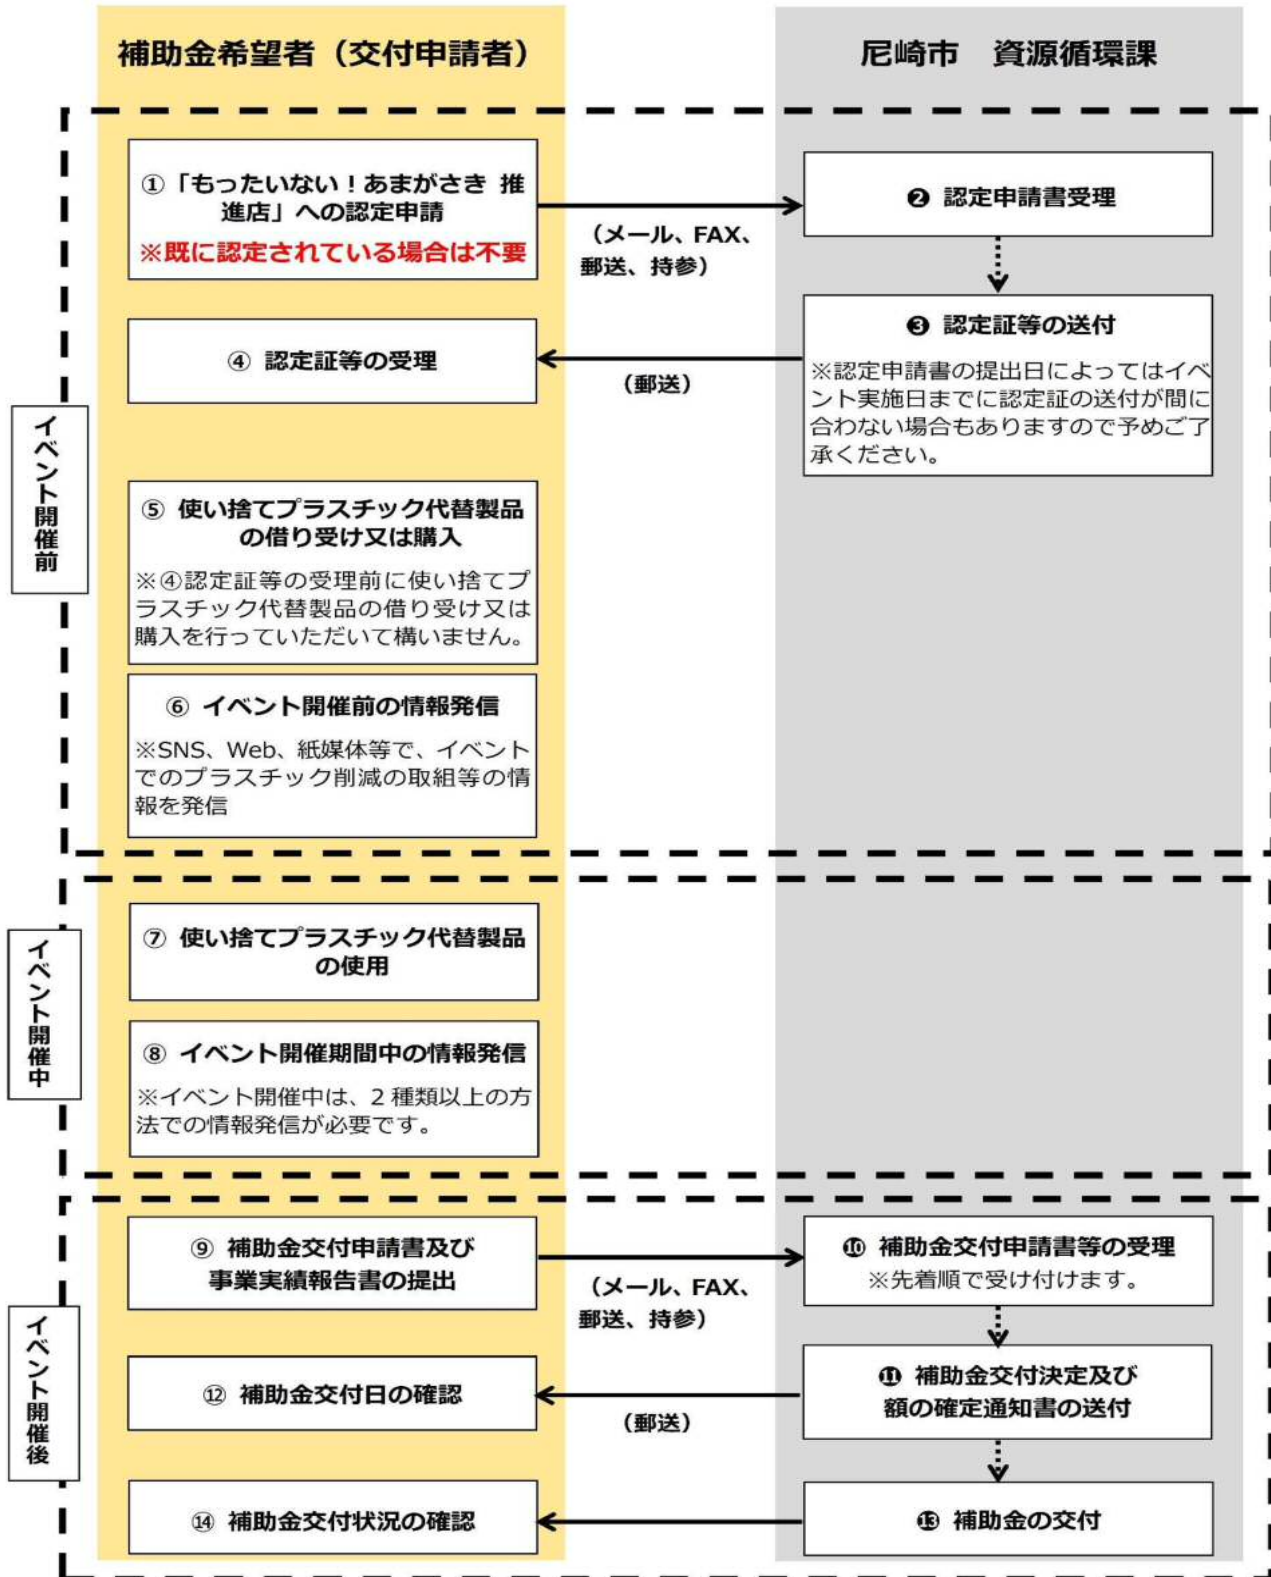 補助金希望者（交付申請者）
尼崎市　資源循環課
イベント開催前
①「もったいない！あまがさき 推
進店」への認定申請
※既に認定されている場合は不要
（メール、FAX、
郵送、持参）
❷ 認定申請書受理
❸ 認定証等の送付
※認定申請書の提出日によってはイベ
ント実施日までに認定証の送付が間に
合わない場合もありますので予めご了
承ください。
（郵送）
④ 認定証等の受理
⑤ 使い捨てプラスチック代替製品
の借り受け又は購入
※④認定証等の受理前に使い捨てプ
ラスチック代替製品の借り受け又は
購入を行っていただいて構いません。
⑥ イベント開催前の情報発信
※SNS、Web、紙媒体等で、イベント
でのプラスチック削減の取組等の情
報を発信
イベント開催中
⑦ 使い捨てプラスチック代替製品
の使用
⑧ イベント開催期間中の情報発信
※イベント開催中は、2 種類以上の方
法での情報発信が必要です。
イベント開催後
⑨ 補助金交付申請書及び
事業実績報告書の提出
（メール、FAX、
郵送、持参）
❿ 補助金交付申請書等の受理
※先着順で受け付けます。
⓫ 補助金交付決定及び
額の確定通知書の送付
（郵送）
⑫ 補助金交付日の確認
⓭ 補助金の交付
⑭ 補助金交付状況の確認